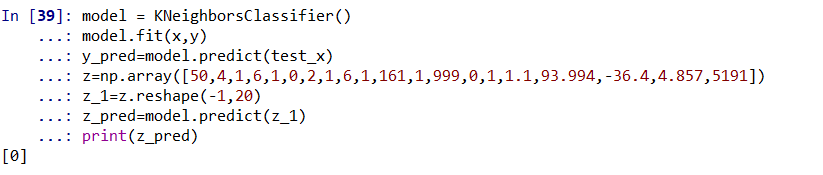 In [39]: model = KNeighborsClassifier()
...: model.fit(x,y)
...: y_pred=model.predict(test_x)
...: z=np.array([50,4,1,6,1,0,2,1,6,1,161,1,999,0,1,1.1,93.994,-36.4,4.857,5191])
...: z_1=z.reshape(-1,20)
...: z_pred=model.predict(z_1)
...: print(z_pred)
[0]